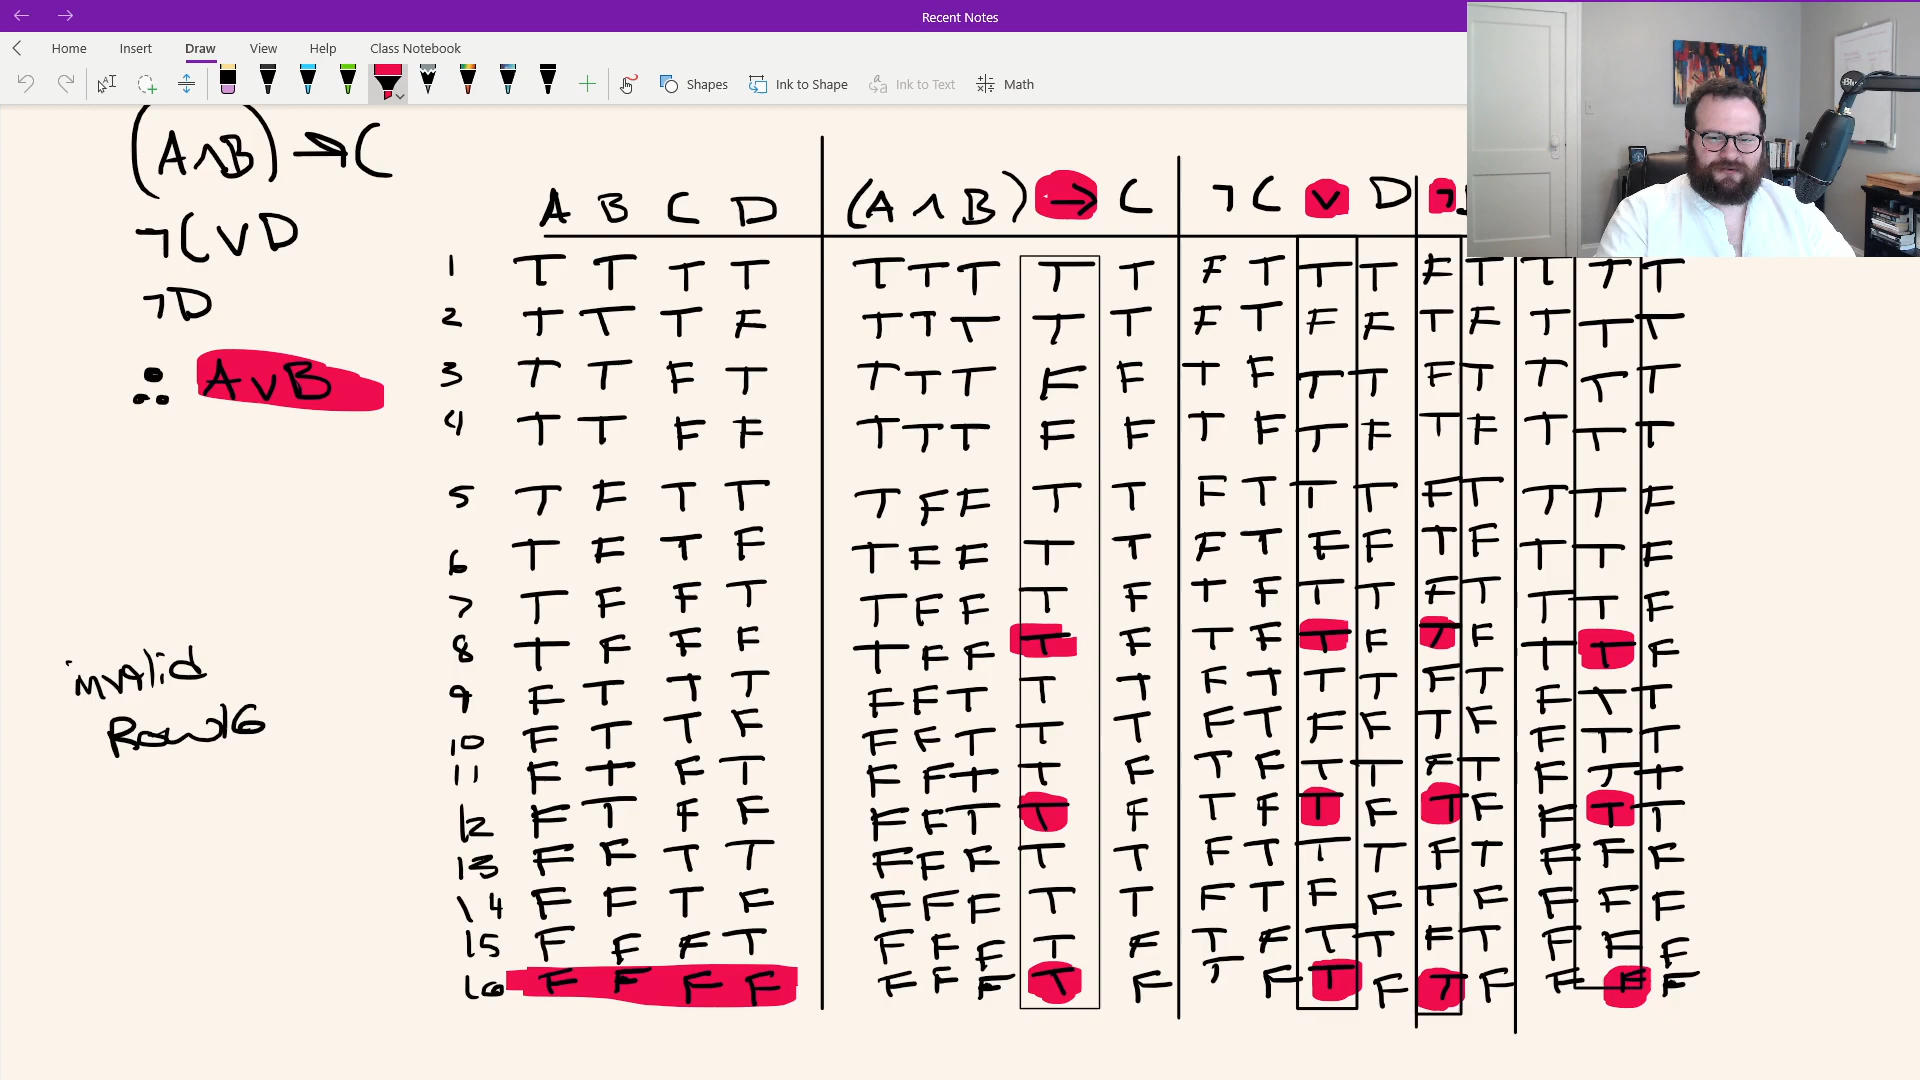 Recent Notes
Home Insert Draw View Help Class Notebook
Shapes Ink to Shape Ink to Text Math
(A∧B) → C
¬C∨D
¬D
∴ A∨B
invalid
Row 16
A B C D (A ∧ B) → C ¬ C ∨ D ¬
1 T T T T T T T T T F T T T F T T T T
2 T T T F T T T T T F T F F T F T T T
3 T T F T T T T F F T F T T F T T T T
4 T T F F T T T F F T F T F T F T T T
5 T F T T T F F T T F T T T F T T T F
6 T F T F T F F T T F T F F T F T T F
7 T F F T T F F T F T F T T F T T T F
8 T F F F T F F T F T F T F T F T T F
9 F T T T F F T T T F T T T F T F T T
10 F T T F F F T T T F T F F T F F T T
11 F T F T F F T T F T F T T F T F T T
12 F T F F F F T T F T F T F T F F T T
13 F F T T F F F T T F T T T F T F F F
14 F F T F F F F T T F T F F T F F F F
15 F F F T F F F T F T F T T F T F F F
16 F F F F F F F T F T F T F T F F F F